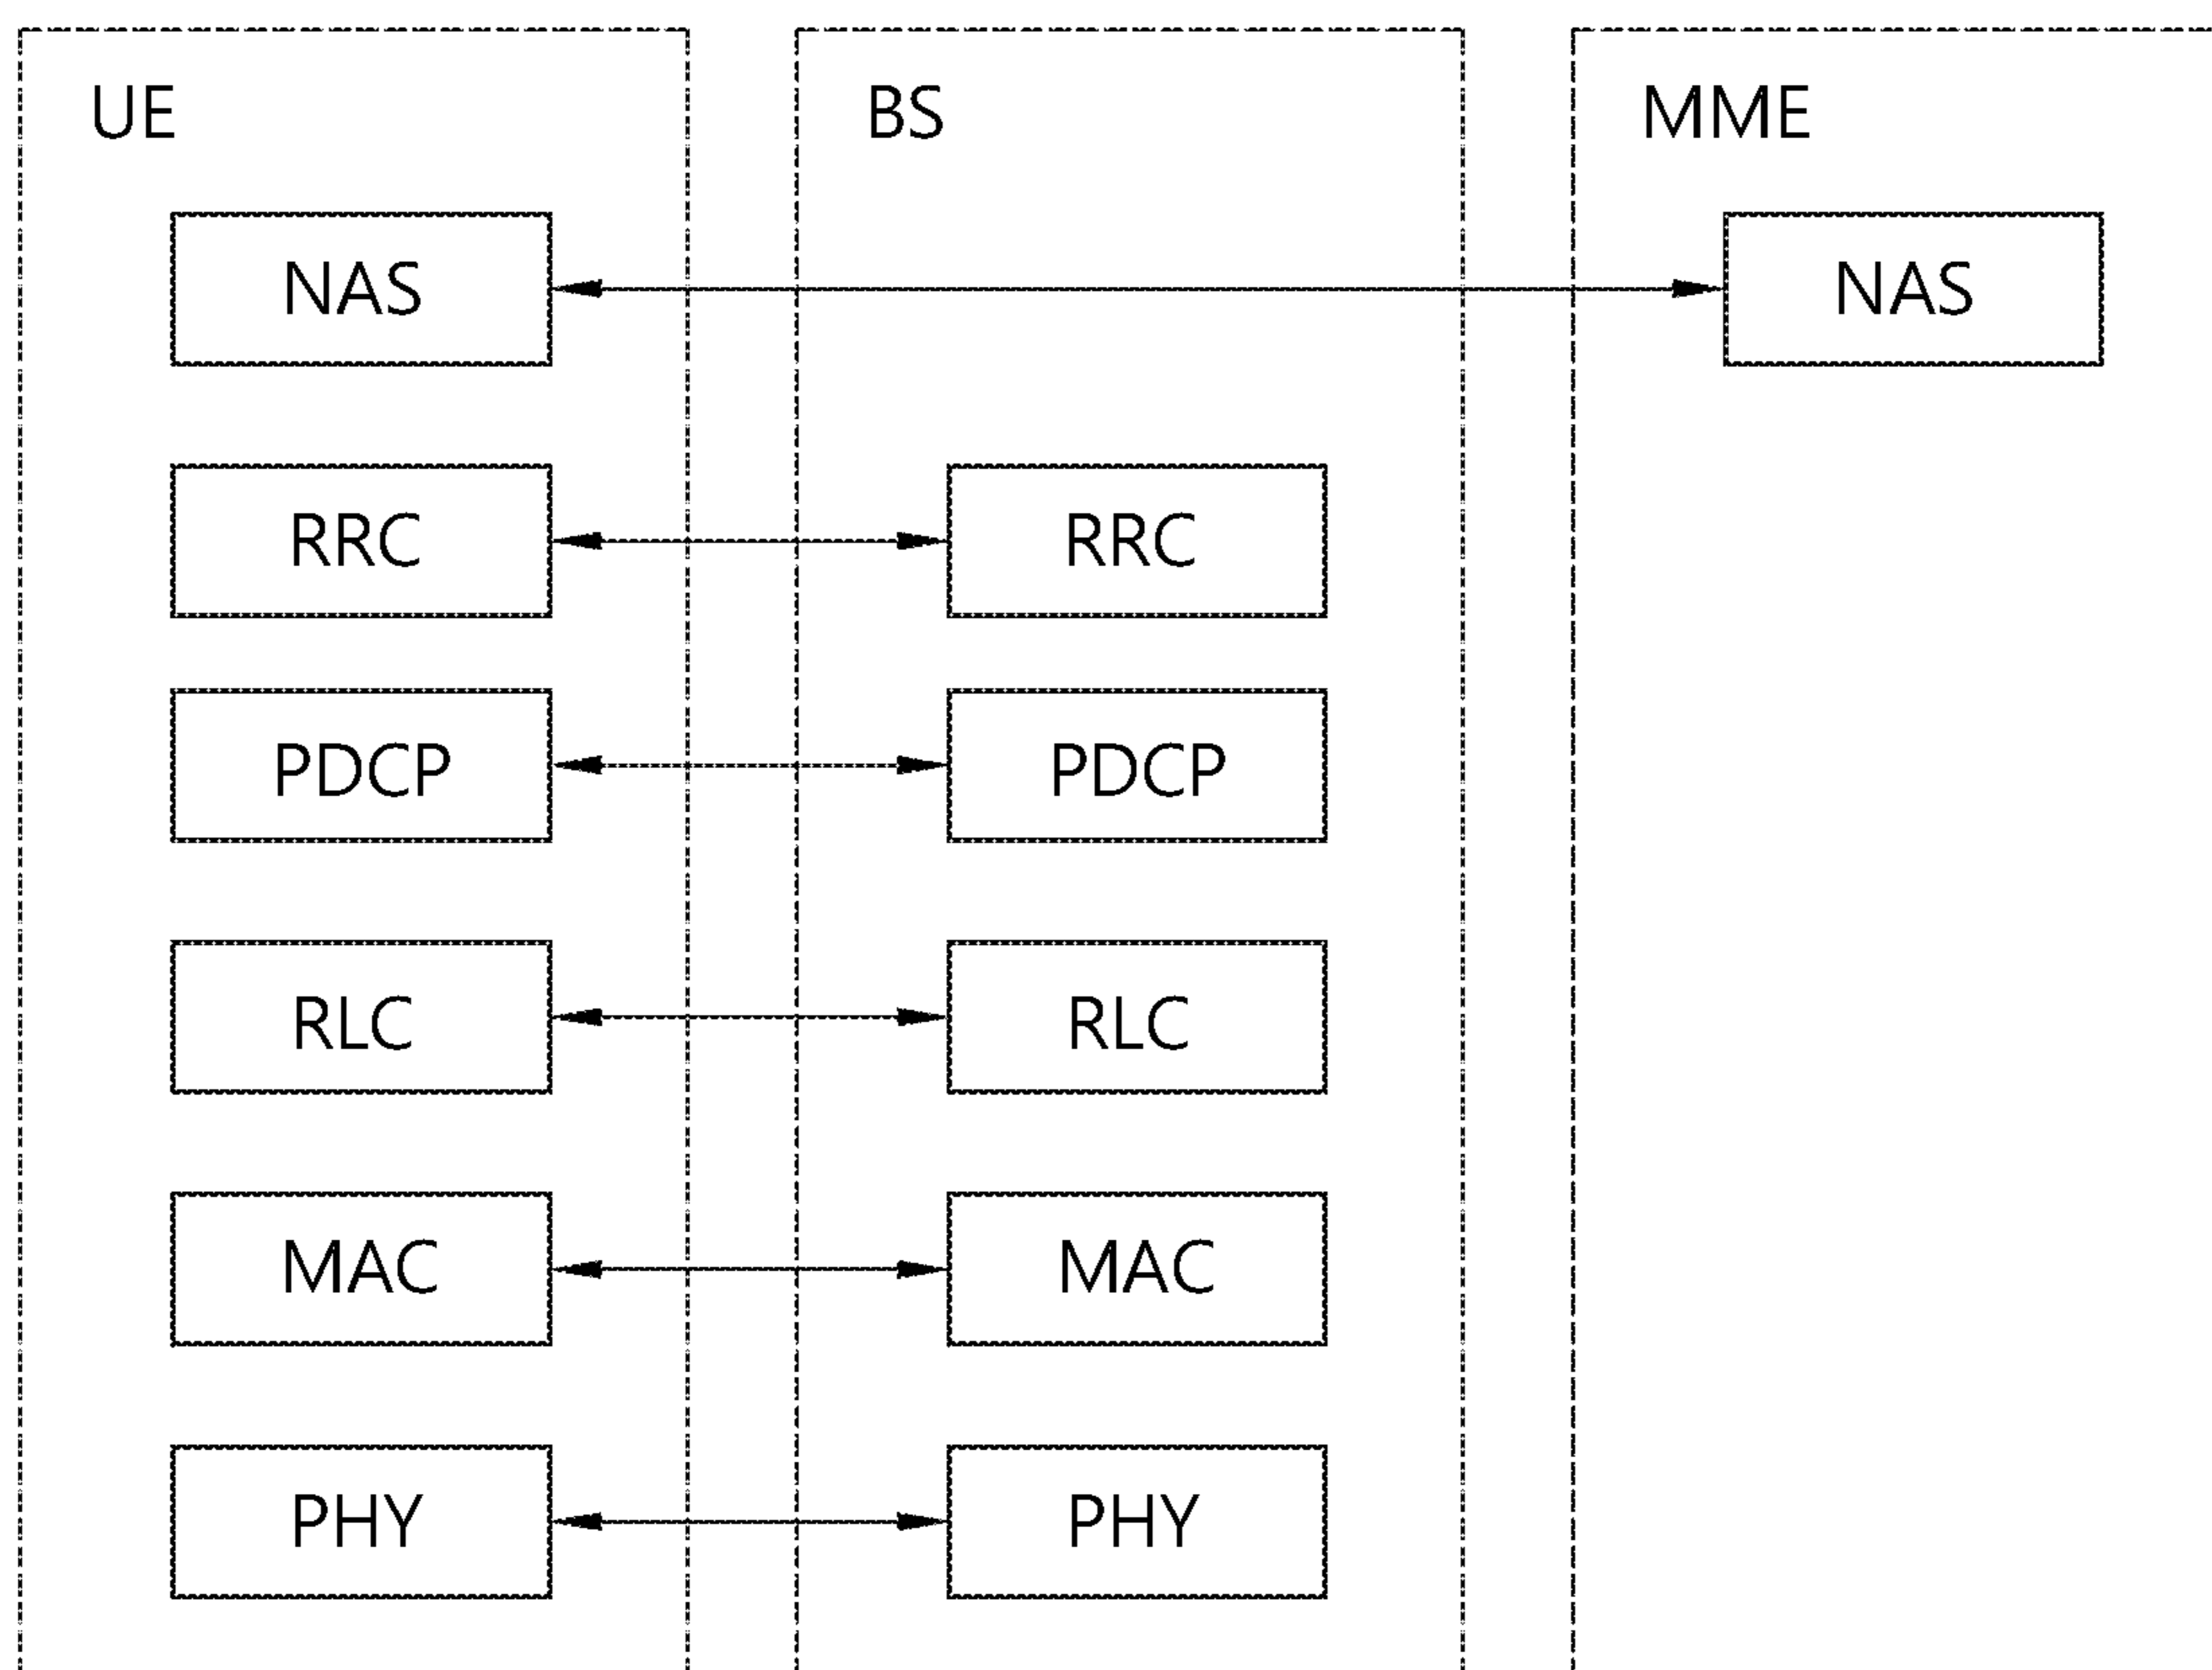 UE BS MME
NAS NAS
RRC RRC
PDCP PDCP
RLC RLC
MAC MAC
PHY PHY